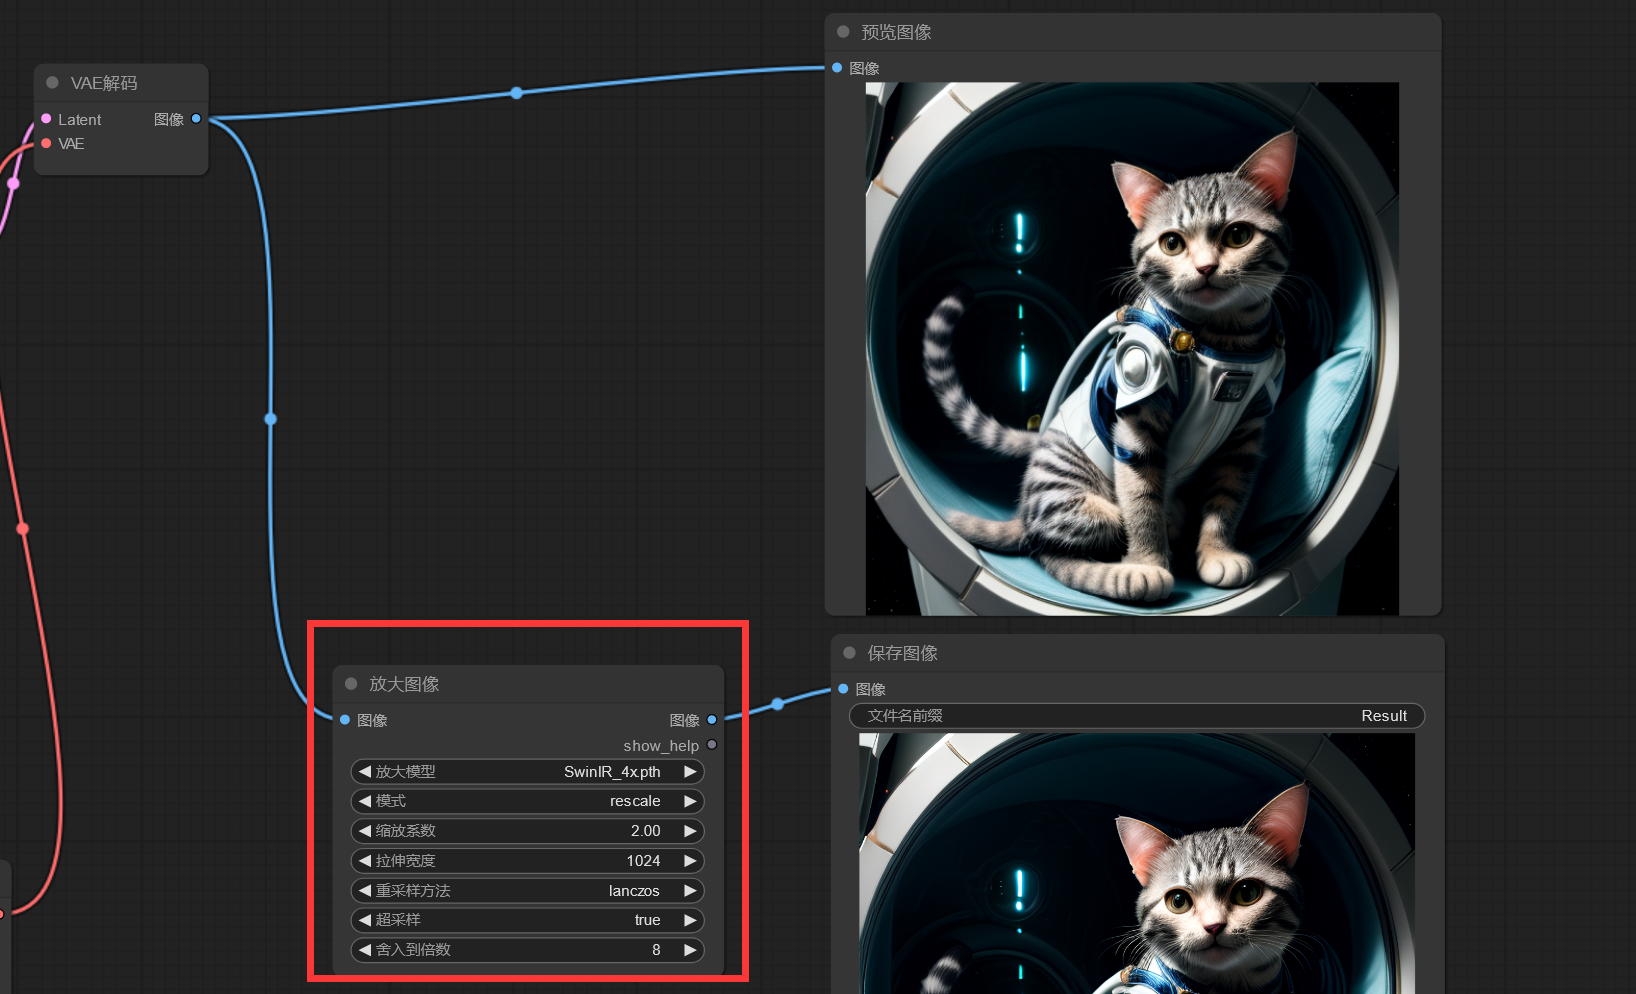 VAE解码
Latent 图像
VAE
预览图像
图像
放大图像
图像 图像
show_help
放大模型 SwinIR_4x.pth
模式 rescale
缩放系数 2.00
拉伸宽度 1024
重采样方法 lanczos
超采样 true
舍入到倍数 8
保存图像
图像
文件名前缀 Result